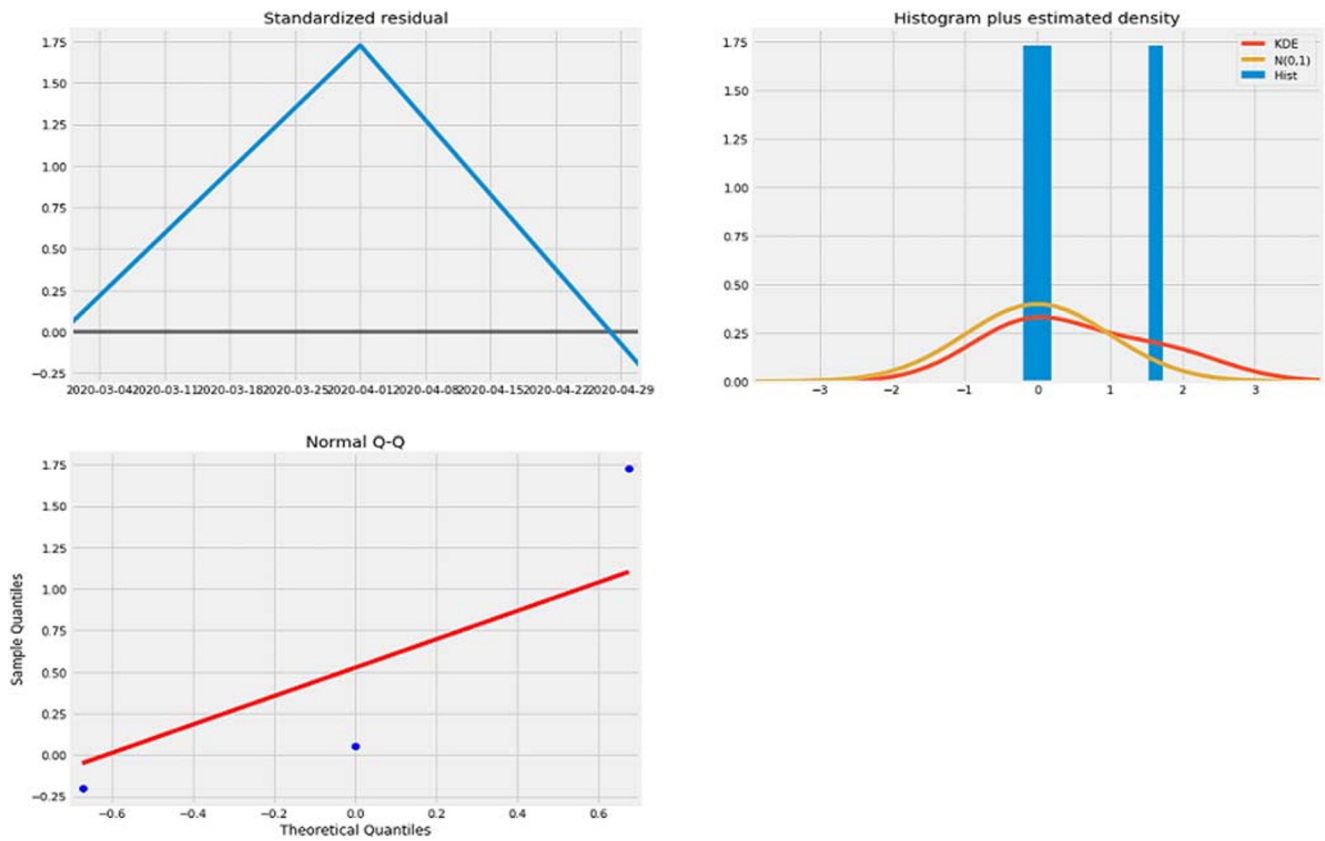 Standardized residual
1.75
1.50
1.25
1.00
0.75
0.50
0.25
0.00
−0.25
2020-03-04 2020-03-11 2020-03-18 2020-03-25 2020-04-01 2020-04-08 2020-04-15 2020-04-22 2020-04-29
Histogram plus estimated density
1.75
1.50
1.25
1.00
0.75
0.50
0.25
0.00
−3 −2 −1 0 1 2 3
KDE
N(0,1)
Hist
Normal Q-Q
Sample Quantiles
1.75
1.50
1.25
1.00
0.75
0.50
0.25
0.00
−0.25
−0.6 −0.4 −0.2 0.0 0.2 0.4 0.6
Theoretical Quantiles